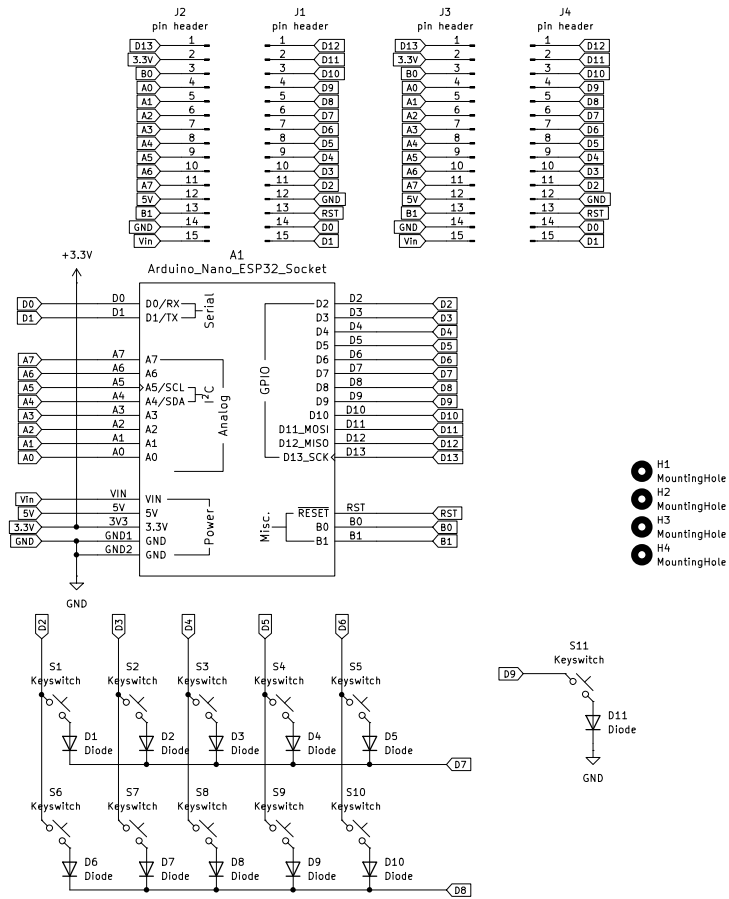 J2 J1 J3 J4
pin header pin header pin header pin header
D13 1 1 D12 D13 1 1 D12
3.3V 2 2 D11 3.3V 2 2 D11
B0 3 3 D10 B0 3 3 D10
A0 4 4 D9 A0 4 4 D9
A1 5 5 D8 A1 5 5 D8
A2 6 6 D7 A2 6 6 D7
A3 7 7 D6 A3 7 7 D6
A4 8 8 D5 A4 8 8 D5
A5 9 9 D4 A5 9 9 D4
A6 10 10 D3 A6 10 10 D3
A7 11 11 D2 A7 11 11 D2
5V 12 12 GND 5V 12 12 GND
B1 13 13 RST B1 13 13 RST
GND 14 14 D0 GND 14 14 D0
Vin 15 15 D1 Vin 15 15 D1
+3.3V
A1
Arduino_Nano_ESP32_Socket
D0 D0 D0/RX D2 D2 D2
D1 D1 D1/TX D3 D3 D3
Serial
D4 D4 D4
D5 D5 D5
A7 A7 A7 D6 D6 D6
A6 A6 A6 D7 D7 D7
A5 A5 A5/SCL D8 D8 D8
A4 A4 A4/SDA D9 D9 D9
I²C
A3 A3 A3 D10 D10 D10
A2 A2 A2 D11_MOSI D11 D11
A1 A1 A1 D12_MISO D12 D12
A0 A0 A0 D13_SCK D13 D13
Analog
GPIO
Vin VIN VIN
5V 5V 5V RESET RST RST
3.3V 3V3 3.3V B0 B0 B0
GND GND1 GND B1 B1 B1
GND2 GND
Power
Misc.
GND
H1
MountingHole
H2
MountingHole
H3
MountingHole
H4
MountingHole
D2 D3 D4 D5 D6
S1 S2 S3 S4 S5
Keyswitch Keyswitch Keyswitch Keyswitch Keyswitch
D1 D2 D3 D4 D5
Diode Diode Diode Diode Diode
D7
S6 S7 S8 S9 S10
Keyswitch Keyswitch Keyswitch Keyswitch Keyswitch
D6 D7 D8 D9 D10
Diode Diode Diode Diode Diode
D8
S11
Keyswitch
D9
D11
Diode
GND